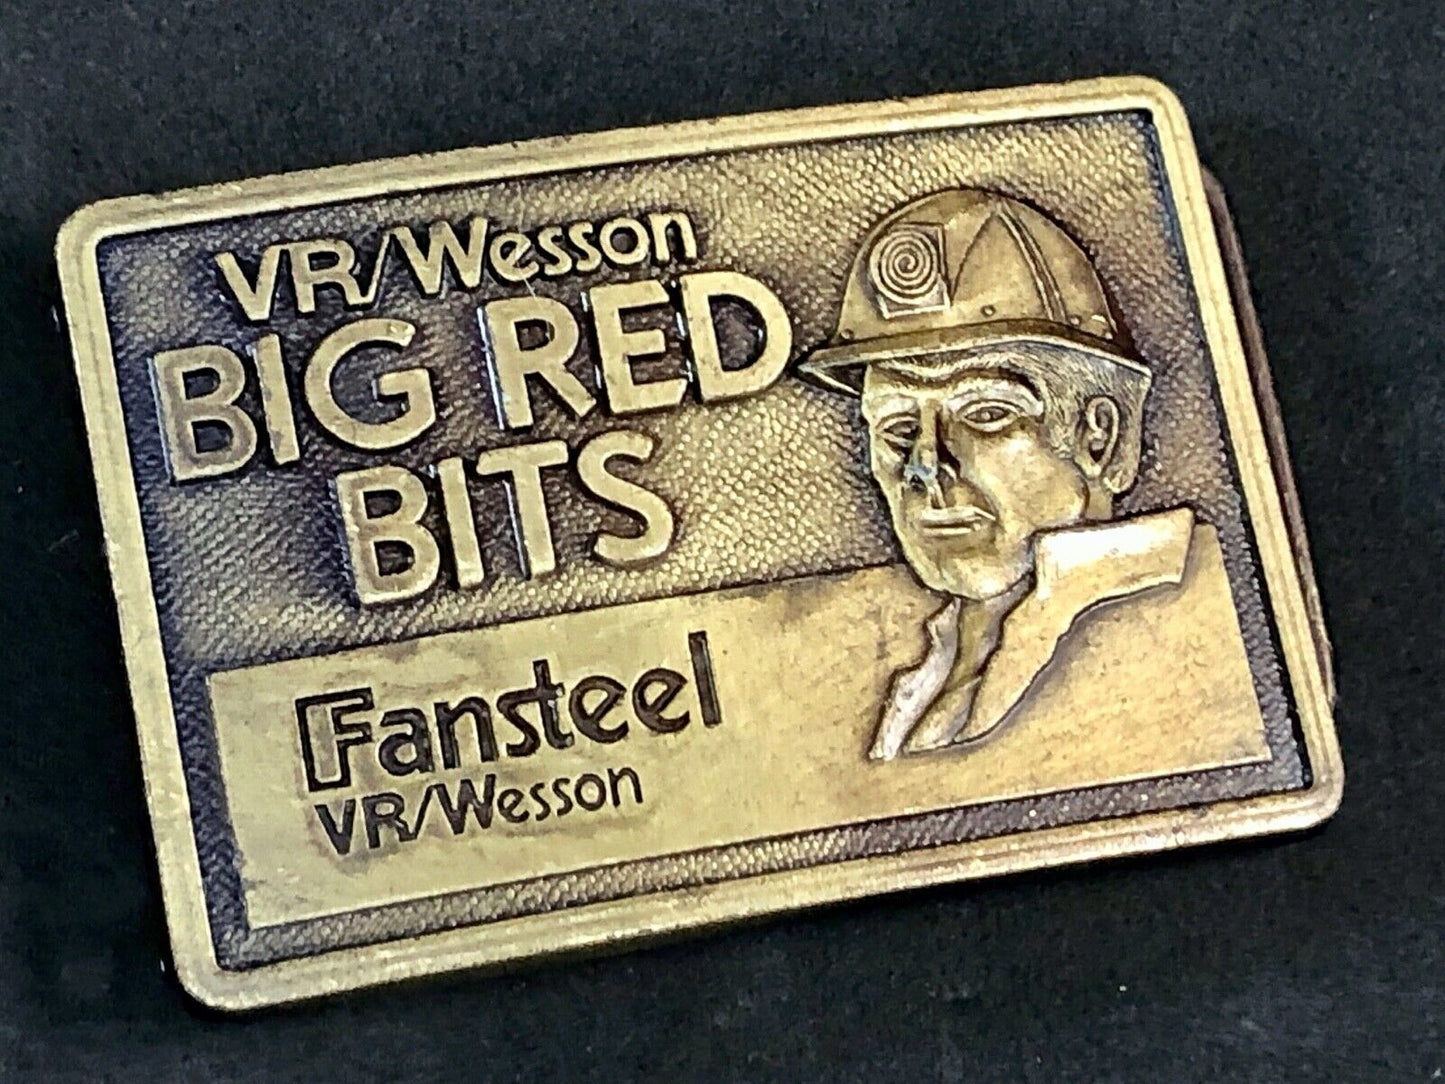 VR/Wesson
BIG RED
BITS
Fansteel
VR/Wesson